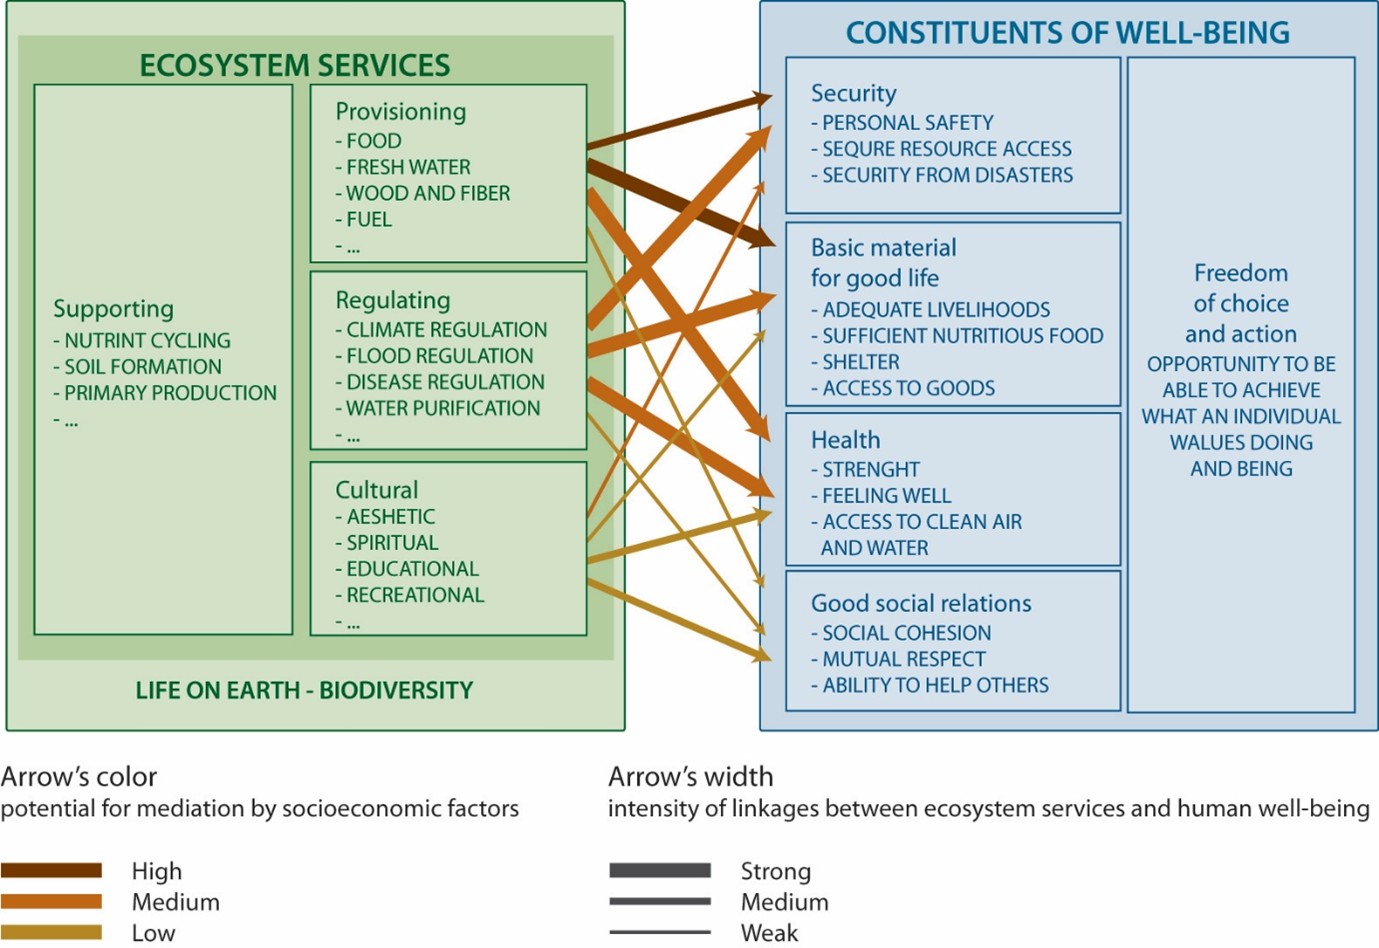 ECOSYSTEM SERVICES
Supporting
- NUTRINT CYCLING
- SOIL FORMATION
- PRIMARY PRODUCTION
- ...
Provisioning
- FOOD
- FRESH WATER
- WOOD AND FIBER
- FUEL
- ...
Regulating
- CLIMATE REGULATION
- FLOOD REGULATION
- DISEASE REGULATION
- WATER PURIFICATION
- ...
Cultural
- AESHETIC
- SPIRITUAL
- EDUCATIONAL
- RECREATIONAL
- ...
LIFE ON EARTH - BIODIVERSITY
CONSTITUENTS OF WELL-BEING
Security
- PERSONAL SAFETY
- SEQURE RESOURCE ACCESS
- SECURITY FROM DISASTERS
Basic material
for good life
- ADEQUATE LIVELIHOODS
- SUFFICIENT NUTRITIOUS FOOD
- SHELTER
- ACCESS TO GOODS
Health
- STRENGHT
- FEELING WELL
- ACCESS TO CLEAN AIR
AND WATER
Good social relations
- SOCIAL COHESION
- MUTUAL RESPECT
- ABILITY TO HELP OTHERS
Freedom
of choice
and action
OPPORTUNITY TO BE
ABLE TO ACHIEVE
WHAT AN INDIVIDUAL
WALUES DOING
AND BEING
Arrow's color
potential for mediation by socioeconomic factors
High
Medium
Low
Arrow's width
intensity of linkages between ecosystem services and human well-being
Strong
Medium
Weak